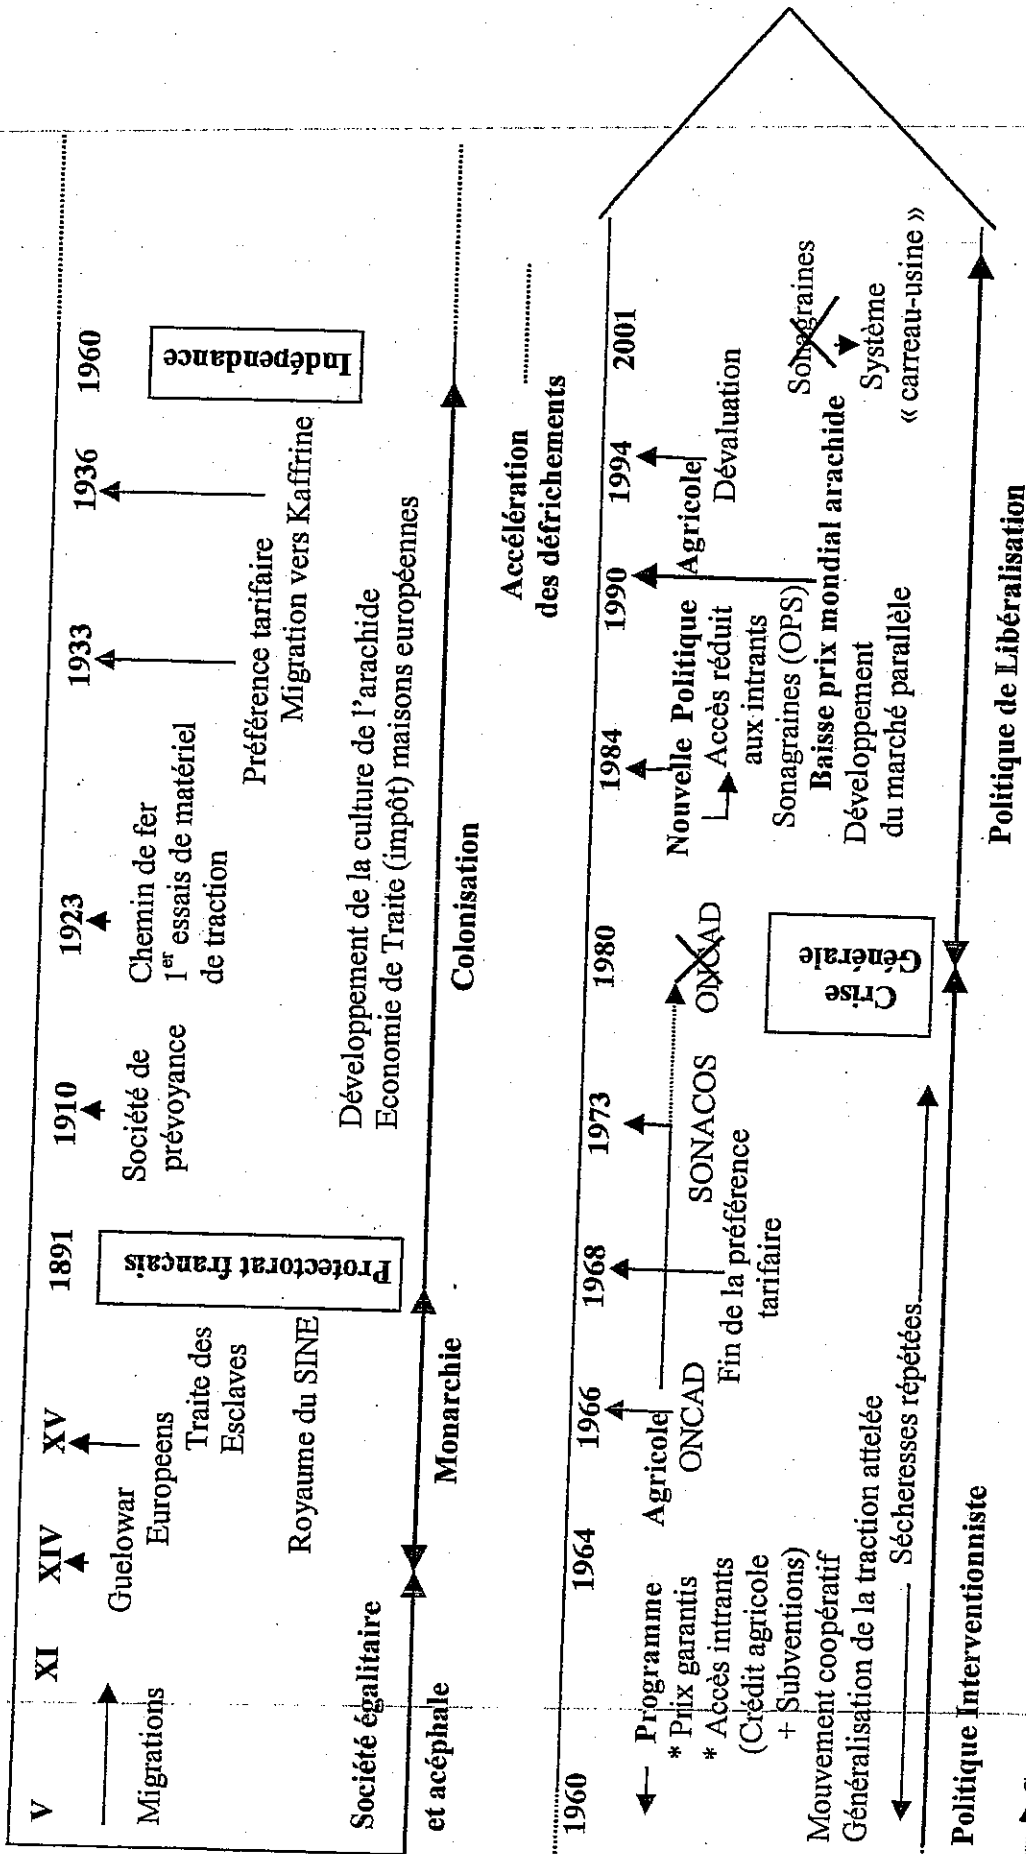 V XI XIV XV 1891 1910 1923 1933 1936 1960
Migrations
Guelowar
Européens
Traite des
Esclaves
Royaume du SINE
Protectorat français
Société de
prévoyance
Chemin de fer
1er essais de matériel
de traction
Préférence tarifaire
Migration vers Kaffrine
Indépendance
Développement de la culture de l'arachide
Economie de Traite (impôt) maisons européennes
Société égalitaire
et acéphale
Monarchie
Colonisation
Accélération
des défrichements
1960 1964 1966 1968 1973 1980 1984 1990 1994 2001
Programme Agricole
* Prix garantis
* Accès intrants
(Crédit agricole
+ Subventions)
Mouvement coopératif
Généralisation de la traction attelée
Sécheresses répétées
ONCAD
Fin de la préférence
tarifaire
SONACOS
ONCAD
Crise
Générale
Nouvelle Politique Agricole
Accès réduit
aux intrants
Sonagraines (OPS)
Baisse prix mondial arachide
Développement
du marché parallèle
Dévaluation
Sonagraines
Système
« carreau-usine »
Politique Interventionniste
Politique de Libéralisation